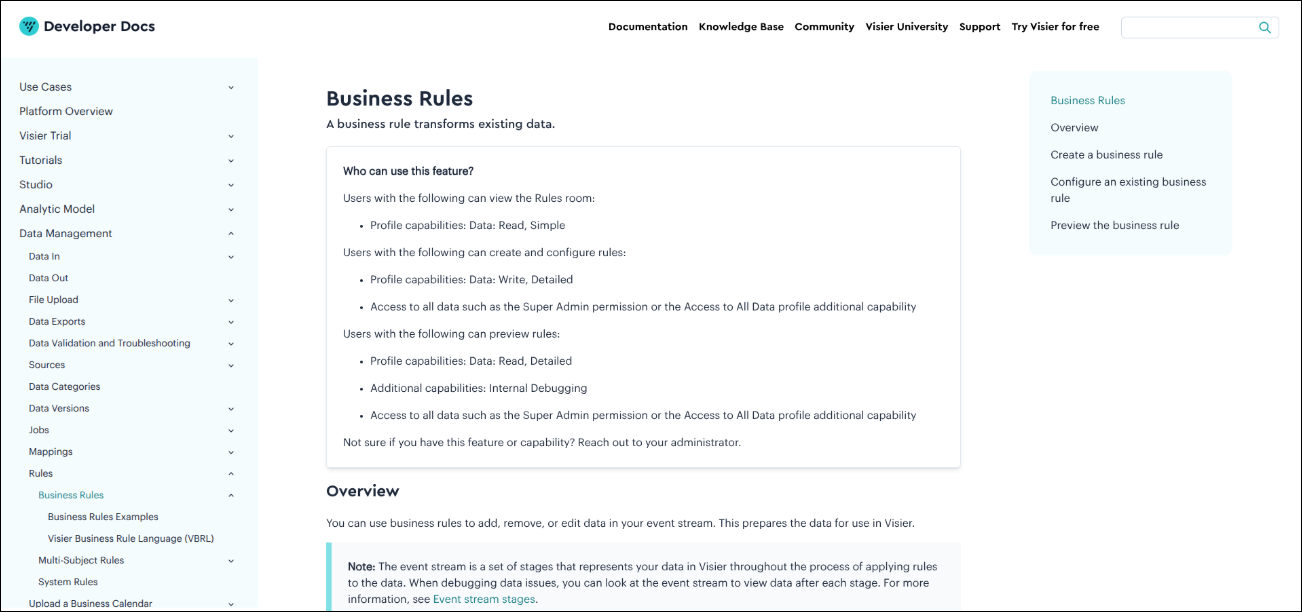 Developer Docs
Documentation Knowledge Base Community Visier University Support Try Visier for free
Use Cases
Platform Overview
Visier Trial
Tutorials
Studio
Analytic Model
Data Management
Data In
Data Out
File Upload
Data Exports
Data Validation and Troubleshooting
Sources
Data Categories
Data Versions
Jobs
Mappings
Rules
Business Rules
Business Rules Examples
Visier Business Rule Language (VBRL)
Multi-Subject Rules
System Rules
Upload a Business Calendar
Business Rules
A business rule transforms existing data.
Who can use this feature?
Users with the following can view the Rules room:
• Profile capabilities: Data: Read, Simple
Users with the following can create and configure rules:
• Profile capabilities: Data: Write, Detailed
• Access to all data such as the Super Admin permission or the Access to All Data profile additional capability
Users with the following can preview rules:
• Profile capabilities: Data: Read, Detailed
• Additional capabilities: Internal Debugging
• Access to all data such as the Super Admin permission or the Access to All Data profile additional capability
Not sure if you have this feature or capability? Reach out to your administrator.
Overview
You can use business rules to add, remove, or edit data in your event stream. This prepares the data for use in Visier.
Note: The event stream is a set of stages that represents your data in Visier throughout the process of applying rules
to the data. When debugging data issues, you can look at the event stream to view data after each stage. For more
information, see Event stream stages.
Business Rules
Overview
Create a business rule
Configure an existing business
rule
Preview the business rule